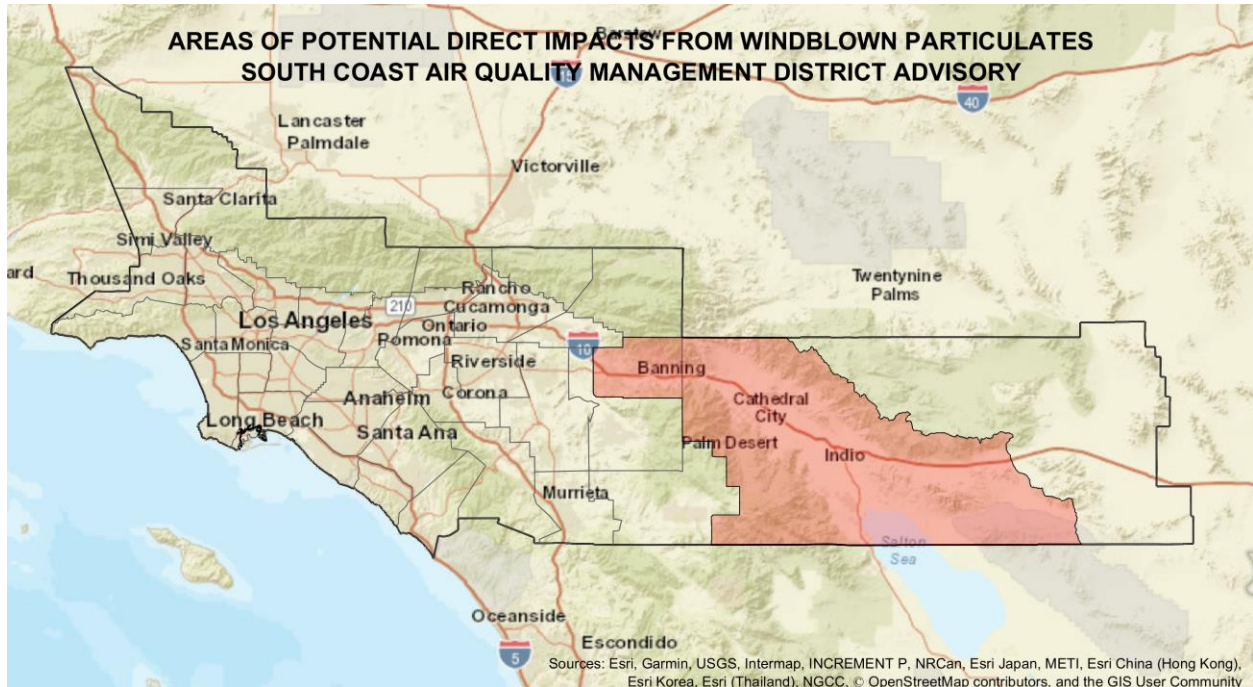 AREAS OF POTENTIAL DIRECT IMPACTS FROM WINDBLOWN PARTICULATES
SOUTH COAST AIR QUALITY MANAGEMENT DISTRICT ADVISORY
Barstow
15
40
Lancaster
Palmdale
Victorville
Santa Clarita
Simi Valley
ard
Thousand Oaks
Twentynine
Palms
Rancho
Cucamonga
210
Los Angeles
Ontario
Santa Monica
Pomona
10
Riverside
Banning
Anaheim
Corona
Cathedral
City
Long Beach
Santa Ana
Palm Desert
Indio
Murrieta
Salton
Sea
Oceanside
Escondido
5
Sources: Esri, Garmin, USGS, Intermap, INCREMENT P, NRCan, Esri Japan, METI, Esri China (Hong Kong),
Esri Korea, Esri (Thailand), NGCC, © OpenStreetMap contributors, and the GIS User Community